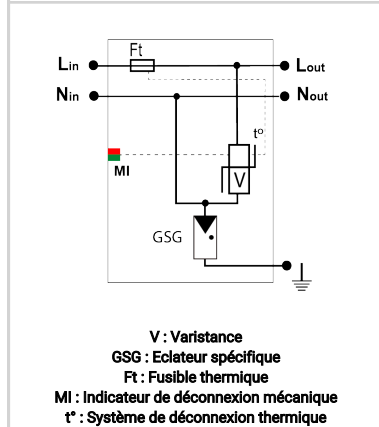 Ft
Lin Lout
Nin Nout
t°
MI
V
GSG
V : Varistance
GSG : Eclateur spécifique
Ft : Fusible thermique
MI : Indicateur de déconnexion mécanique
t° : Système de déconnexion thermique